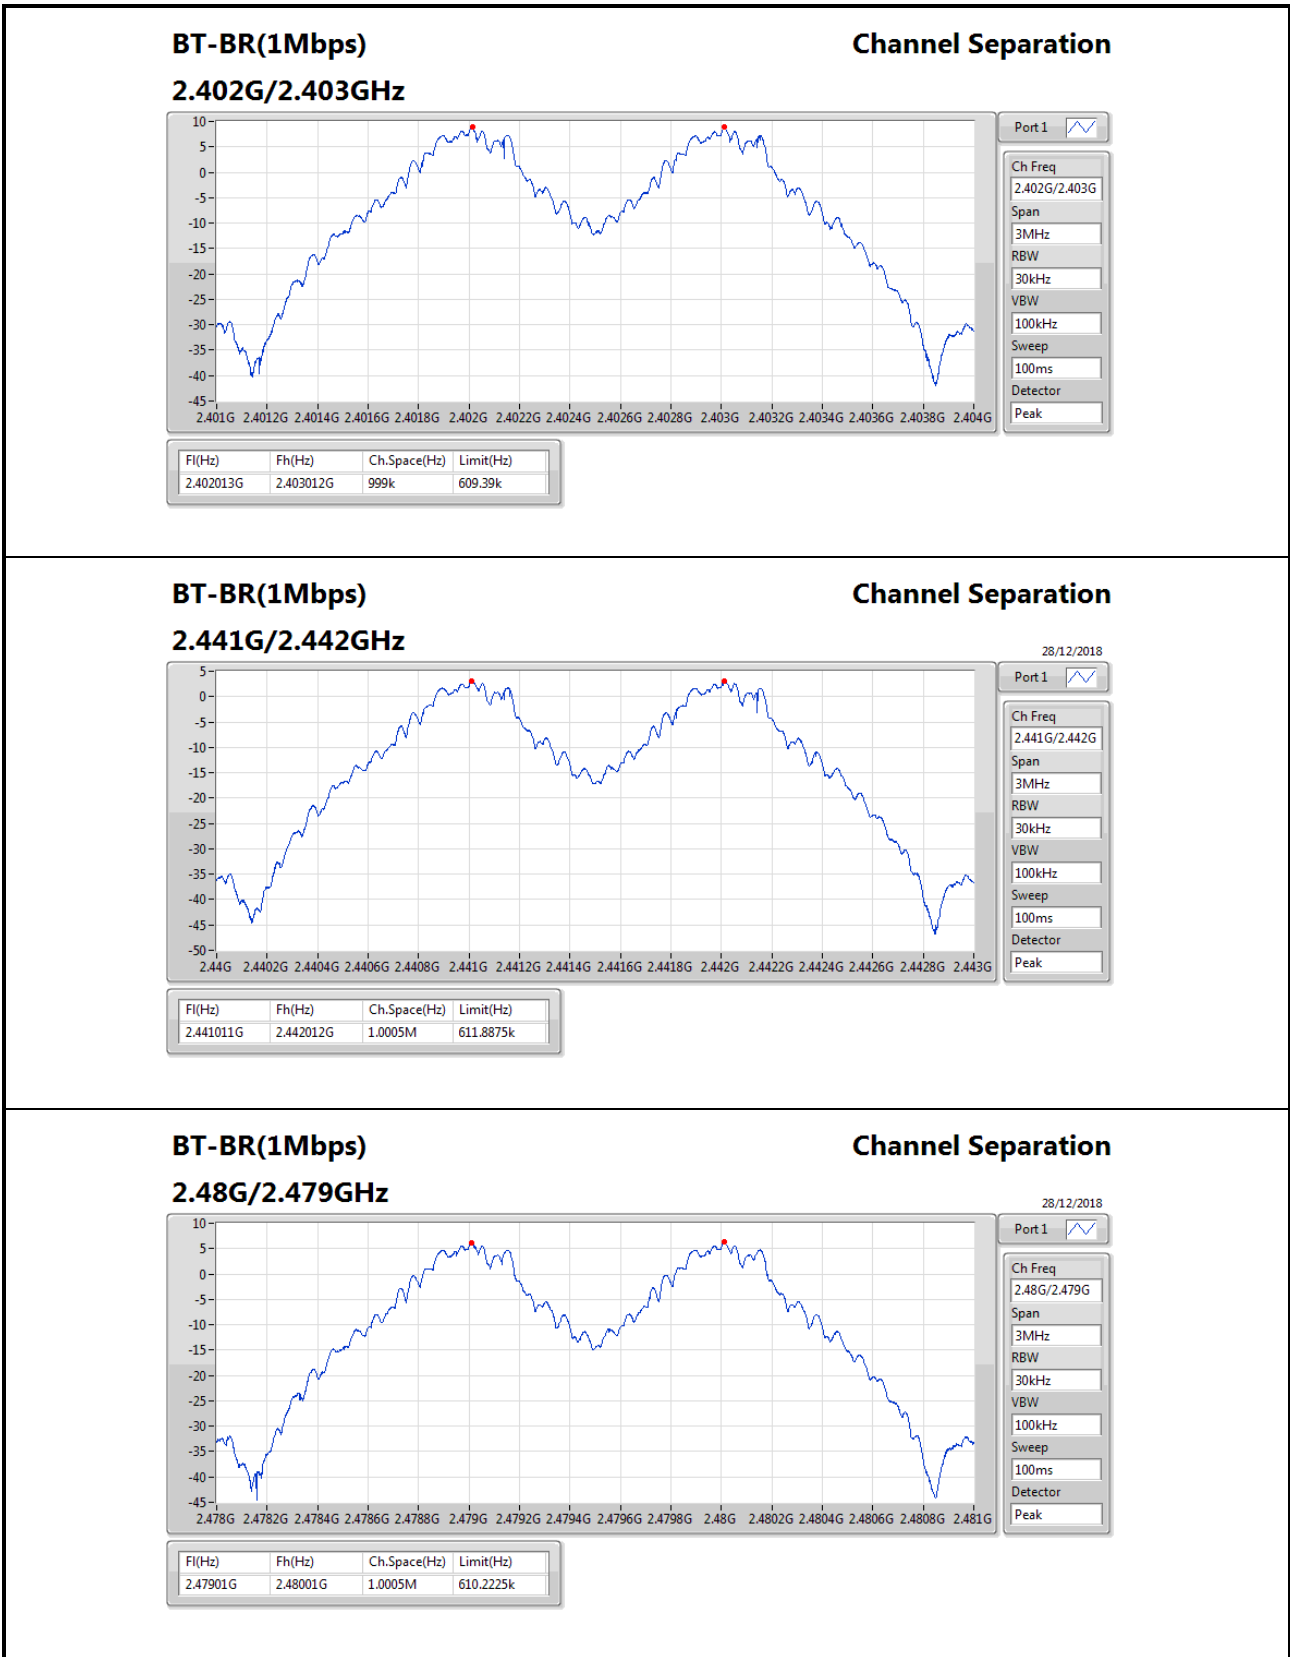 BT-BR(1Mbps) Channel Separation
2.402G/2.403GHz
10
5
0
-5
-10
-15
-20
-25
-30
-35
-40
-45
2.401G 2.4012G 2.4014G 2.4016G 2.4018G 2.402G 2.4022G 2.4024G 2.4026G 2.4028G 2.403G 2.4032G 2.4034G 2.4036G 2.4038G 2.404G
Port 1
Ch Freq
2.402G/2.403G
Span
3MHz
RBW
30kHz
VBW
100kHz
Sweep
100ms
Detector
Peak
Fl(Hz) Fh(Hz) Ch.Space(Hz) Limit(Hz)
2.402013G 2.403012G 999k 609.39k
BT-BR(1Mbps) Channel Separation
2.441G/2.442GHz
28/12/2018
5
0
-5
-10
-15
-20
-25
-30
-35
-40
-45
-50
2.44G 2.4402G 2.4404G 2.4406G 2.4408G 2.441G 2.4412G 2.4414G 2.4416G 2.4418G 2.442G 2.4422G 2.4424G 2.4426G 2.4428G 2.443G
Port 1
Ch Freq
2.441G/2.442G
Span
3MHz
RBW
30kHz
VBW
100kHz
Sweep
100ms
Detector
Peak
Fl(Hz) Fh(Hz) Ch.Space(Hz) Limit(Hz)
2.441011G 2.442012G 1.0005M 611.8875k
BT-BR(1Mbps) Channel Separation
2.48G/2.479GHz
28/12/2018
10
5
0
-5
-10
-15
-20
-25
-30
-35
-40
-45
2.478G 2.4782G 2.4784G 2.4786G 2.4788G 2.479G 2.4792G 2.4794G 2.4796G 2.4798G 2.48G 2.4802G 2.4804G 2.4806G 2.4808G 2.481G
Port 1
Ch Freq
2.48G/2.479G
Span
3MHz
RBW
30kHz
VBW
100kHz
Sweep
100ms
Detector
Peak
Fl(Hz) Fh(Hz) Ch.Space(Hz) Limit(Hz)
2.47901G 2.48001G 1.0005M 610.2225k